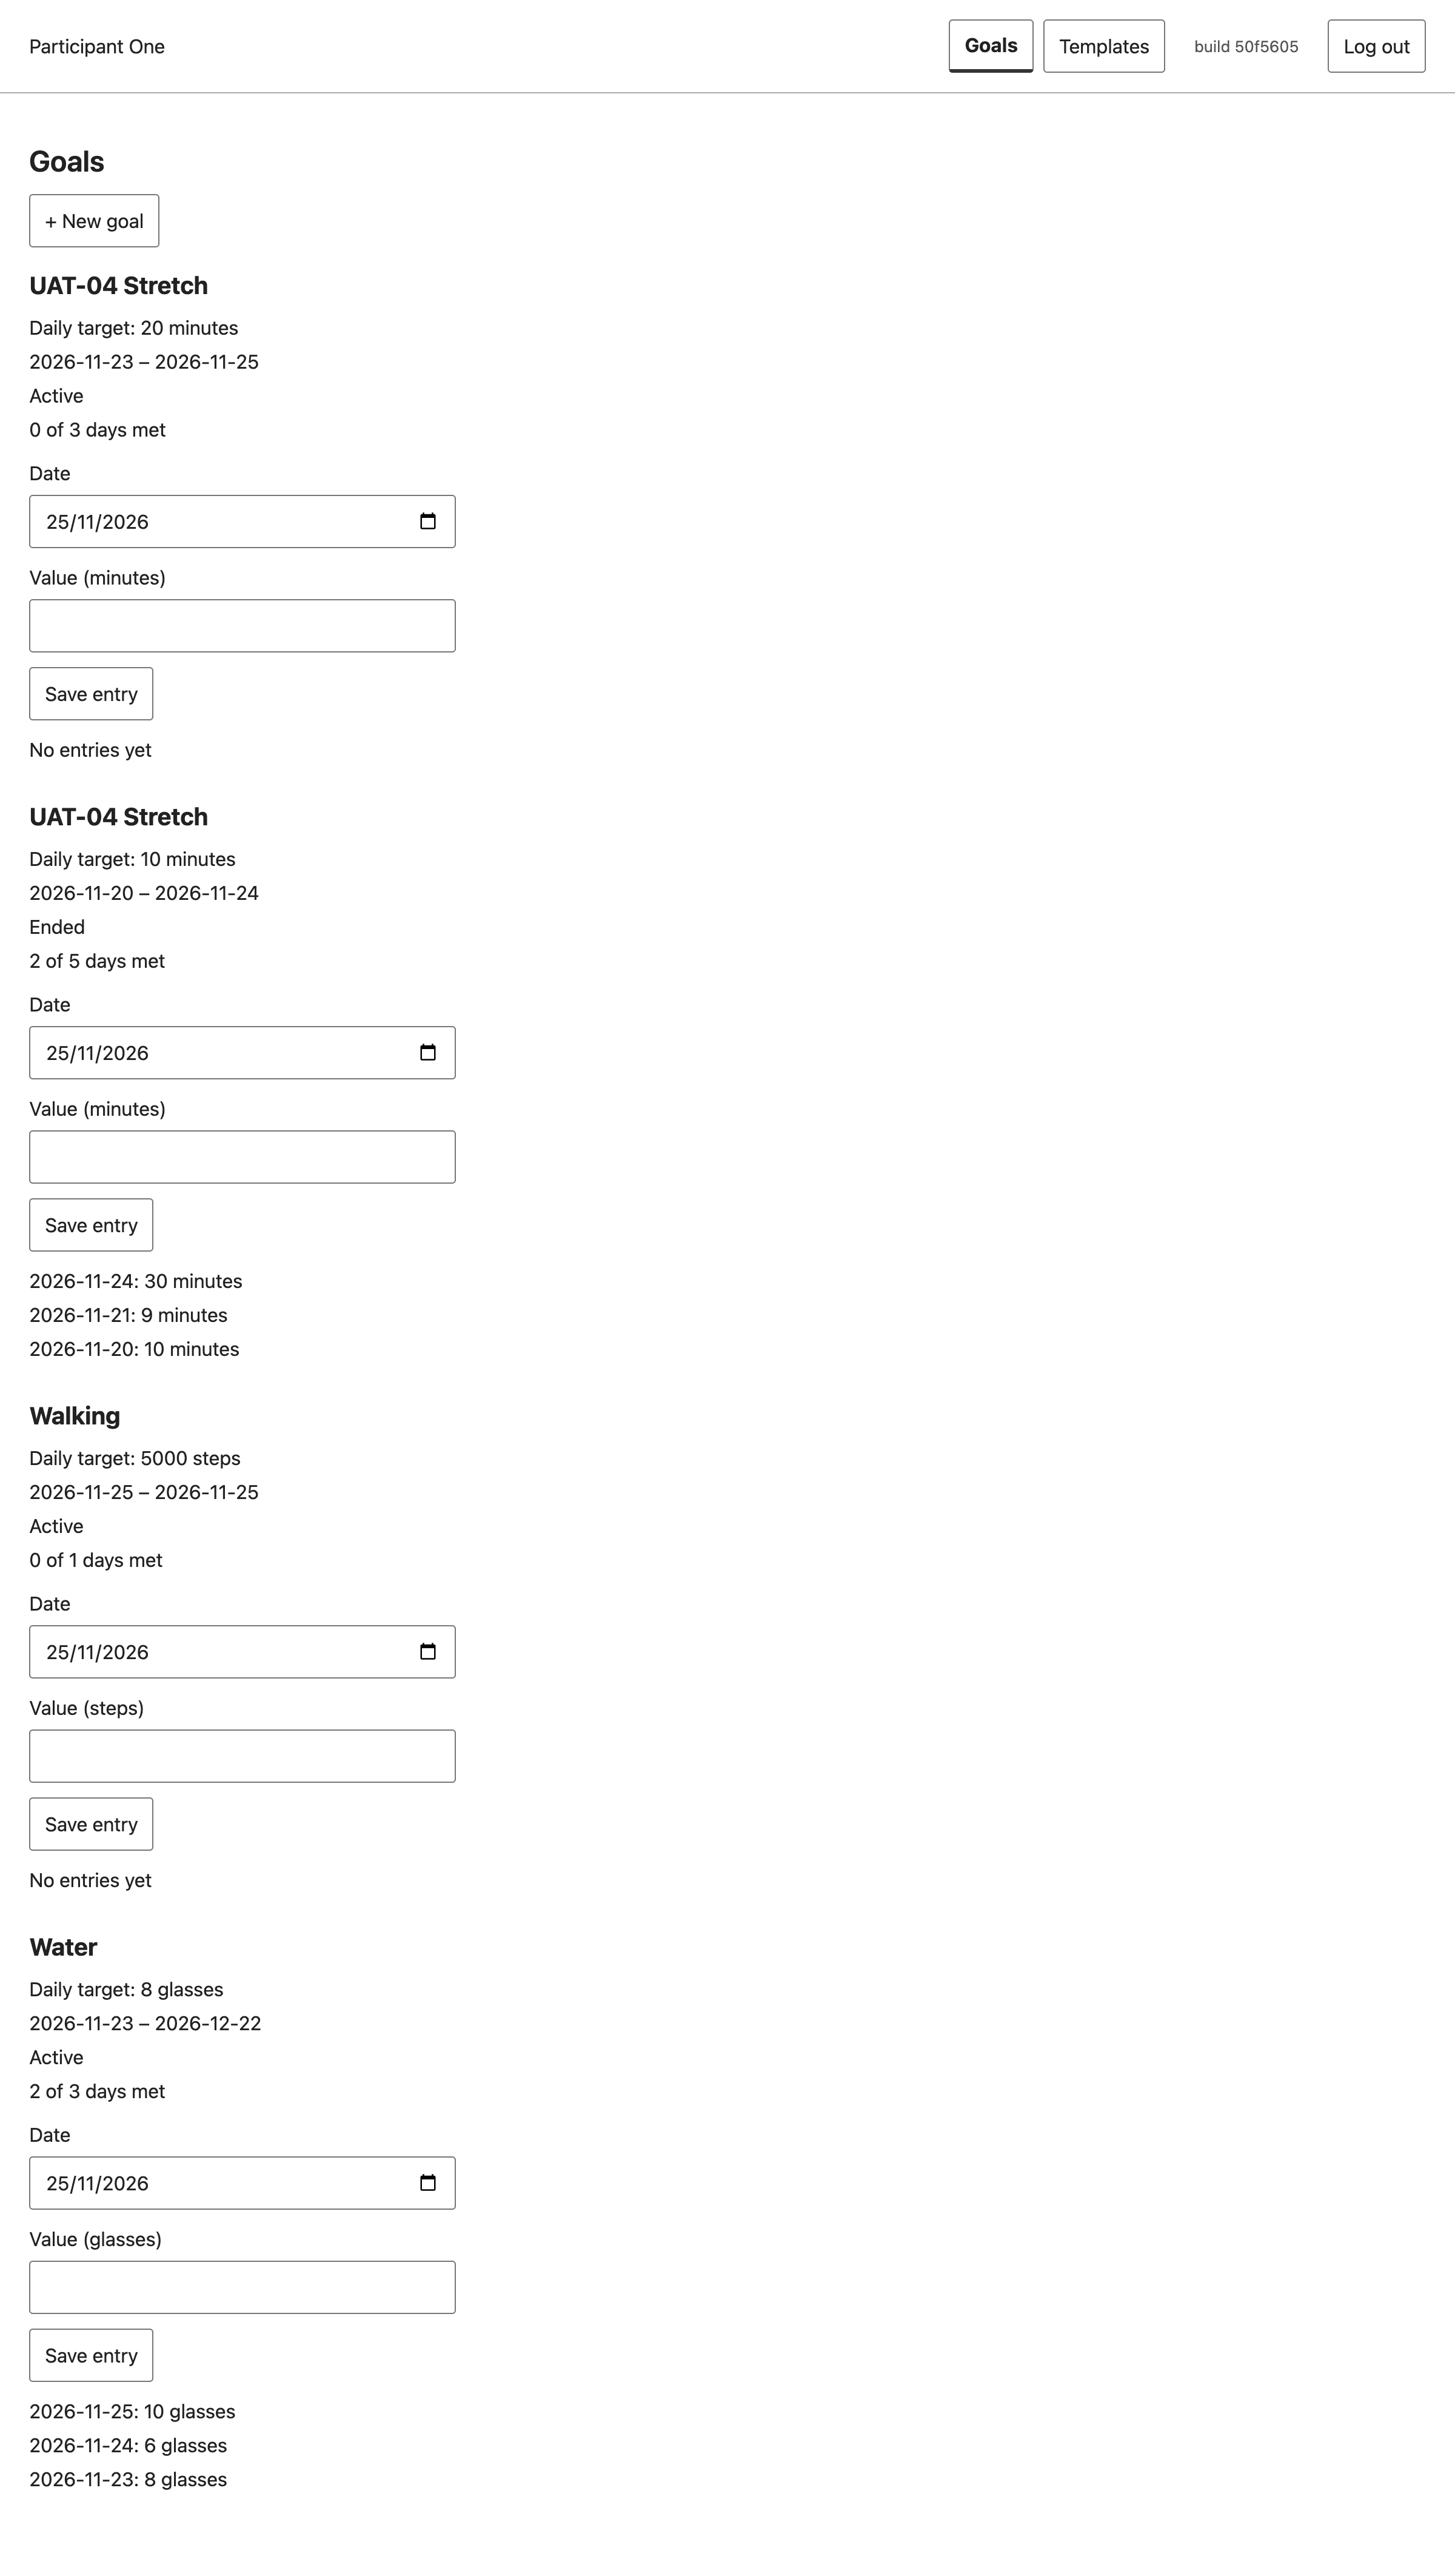 Participant One
Goals
Templates
build 50f5605
Log out
Goals
+ New goal
UAT-04 Stretch
Daily target: 20 minutes
2026-11-23 – 2026-11-25
Active
0 of 3 days met
Date
25/11/2026
Value (minutes)
Save entry
No entries yet
UAT-04 Stretch
Daily target: 10 minutes
2026-11-20 – 2026-11-24
Ended
2 of 5 days met
Date
25/11/2026
Value (minutes)
Save entry
2026-11-24: 30 minutes
2026-11-21: 9 minutes
2026-11-20: 10 minutes
Walking
Daily target: 5000 steps
2026-11-25 – 2026-11-25
Active
0 of 1 days met
Date
25/11/2026
Value (steps)
Save entry
No entries yet
Water
Daily target: 8 glasses
2026-11-23 – 2026-12-22
Active
2 of 3 days met
Date
25/11/2026
Value (glasses)
Save entry
2026-11-25: 10 glasses
2026-11-24: 6 glasses
2026-11-23: 8 glasses